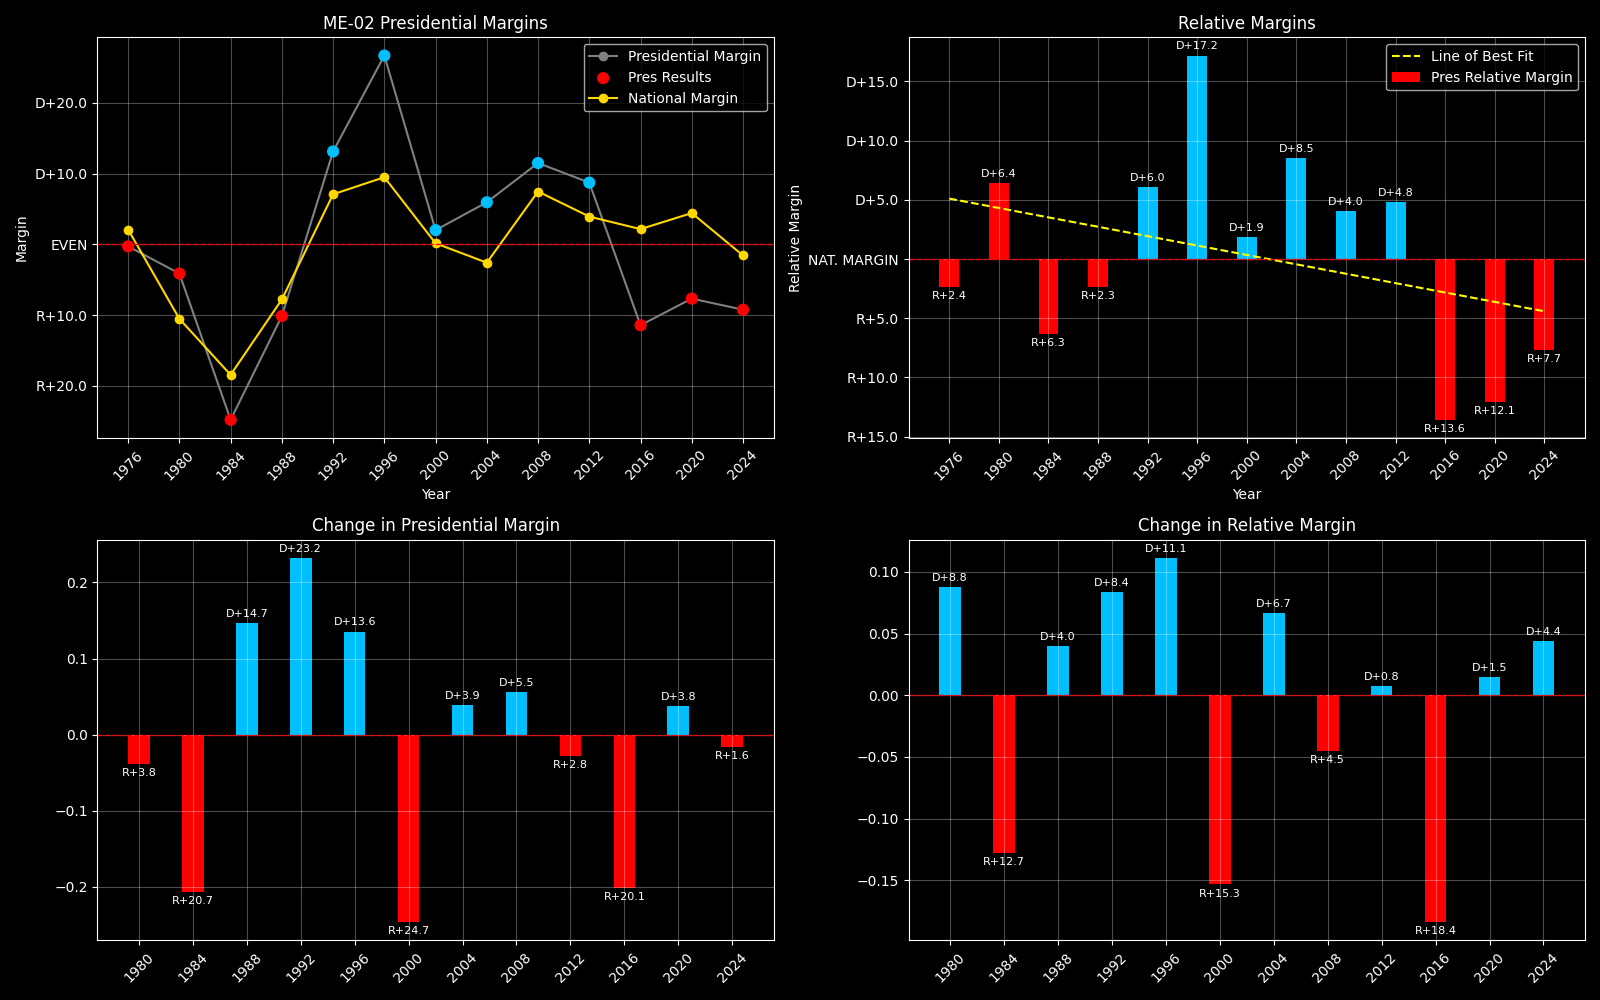 ME-02 Presidential Margins
Margin
D+20.0
D+10.0
EVEN
R+10.0
R+20.0
Presidential Margin
Pres Results
National Margin
1976 1980 1984 1988 1992 1996 2000 2004 2008 2012 2016 2020 2024
Year
Relative Margins
Relative Margin
D+15.0
D+10.0
D+5.0
NAT. MARGIN
R+5.0
R+10.0
R+15.0
Line of Best Fit
Pres Relative Margin
R+2.4 D+6.4 R+6.3 R+2.3 D+6.0 D+17.2 D+1.9 D+8.5 D+4.0 D+4.8 R+13.6 R+12.1 R+7.7
1976 1980 1984 1988 1992 1996 2000 2004 2008 2012 2016 2020 2024
Year
Change in Presidential Margin
0.2
0.1
0.0
−0.1
−0.2
R+3.8 R+20.7 D+14.7 D+23.2 D+13.6 R+24.7 D+3.9 D+5.5 R+2.8 R+20.1 D+3.8 R+1.6
1980 1984 1988 1992 1996 2000 2004 2008 2012 2016 2020 2024
Change in Relative Margin
0.10
0.05
0.00
−0.05
−0.10
−0.15
D+8.8 R+12.7 D+4.0 D+8.4 D+11.1 R+15.3 D+6.7 R+4.5 D+0.8 R+18.4 D+1.5 D+4.4
1980 1984 1988 1992 1996 2000 2004 2008 2012 2016 2020 2024